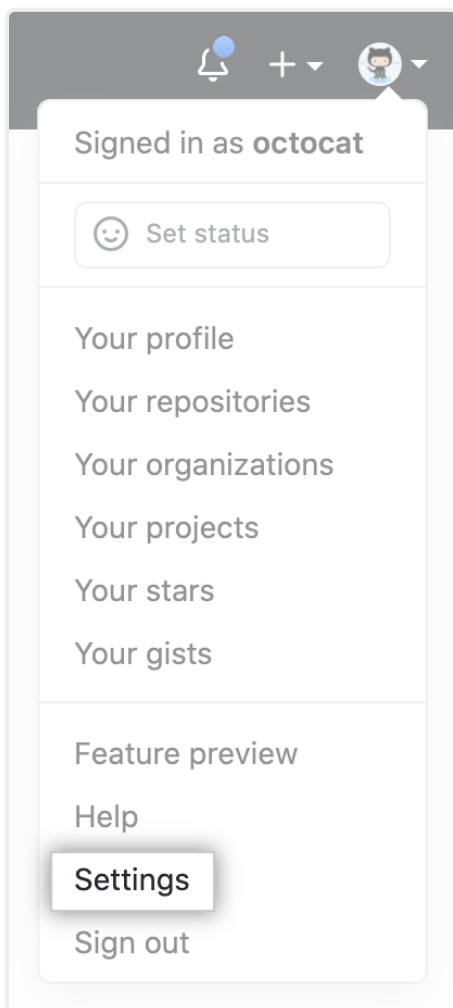 Signed in as octocat
Set status
Your profile
Your repositories
Your organizations
Your projects
Your stars
Your gists
Feature preview
Help
Settings
Sign out